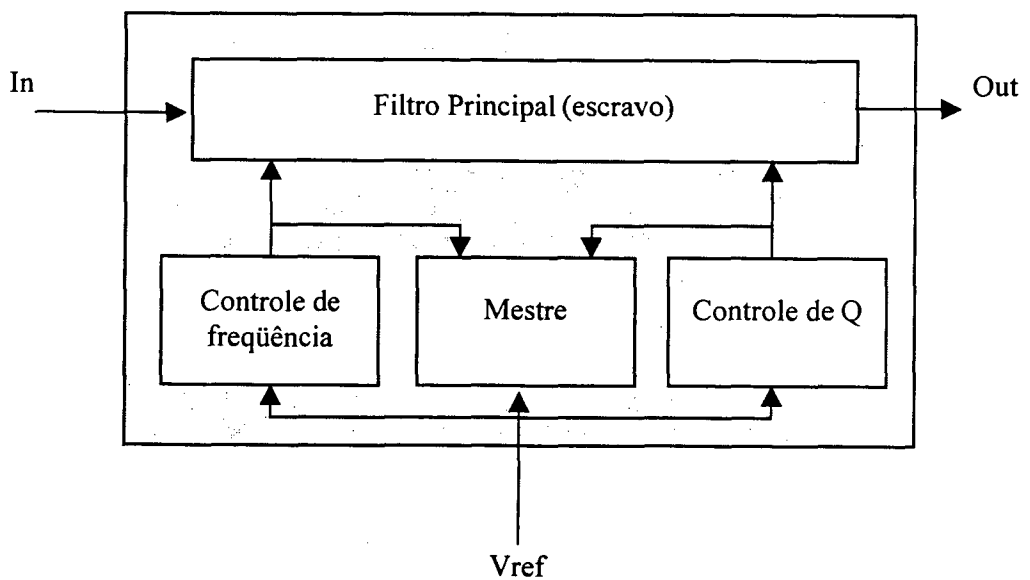 In
Filtro Principal (escravo)
Out
Controle de
freqüência
Mestre
Controle de Q
Vref